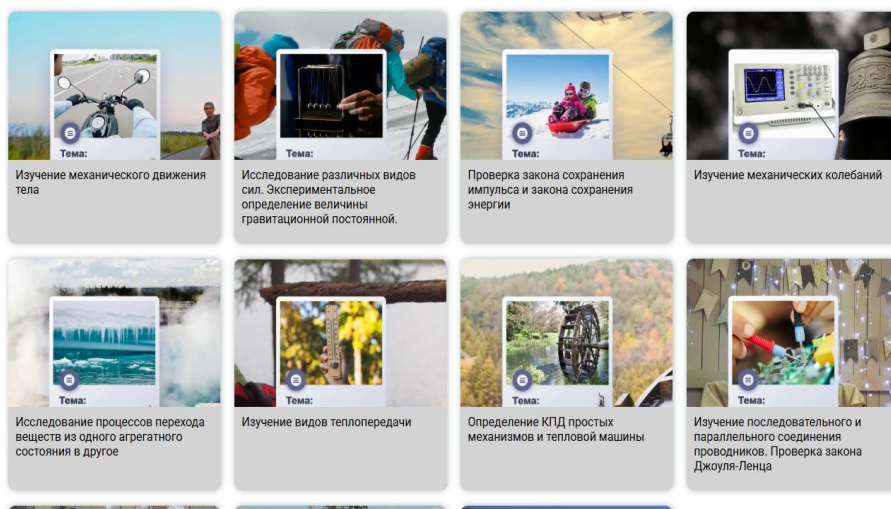 Тема:
Изучение механического движения
тела
Тема:
Исследование различных видов
сил. Экспериментальное
определение величины
гравитационной постоянной.
Тема:
Проверка закона сохранения
импульса и закона сохранения
энергии
Тема:
Изучение механических колебаний
Тема:
Исследование процессов перехода
веществ из одного агрегатного
состояния в другое
Тема:
Изучение видов теплопередачи
Тема:
Определение КПД простых
механизмов и тепловой машины
Тема:
Изучение последовательного и
параллельного соединения
проводников. Проверка закона
Джоуля-Ленца